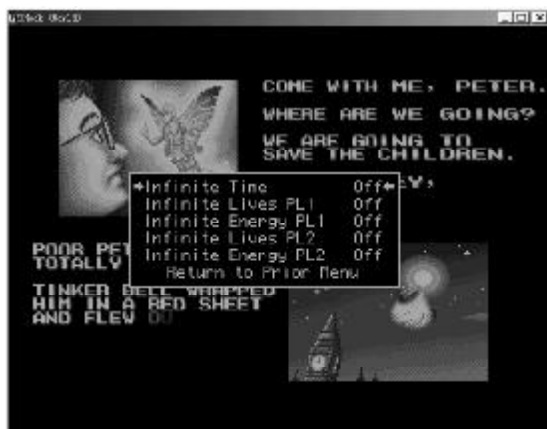 COME WITH ME, PETER.
WHERE ARE WE GOING?
WE ARE GOING TO
SAVE THE CHILDREN.
Infinite Time Off
Infinite Lives PL1 Off
Infinite Energy PL1 Off
Infinite Lives PL2 Off
Infinite Energy PL2 Off
Return to Prior Menu
POOR PET
TOTALLY
TINKER BELL WRAPPED
HIM IN A BED SHEET
AND FLEW OU